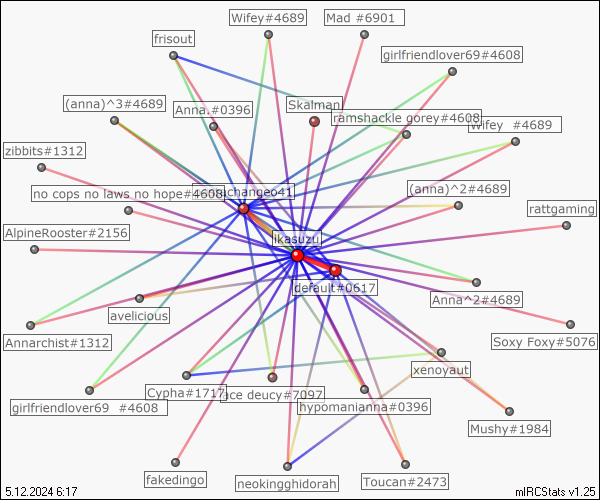 Wifey#4689
Mad #6901
frisout
girlfriendlover69#4608
(anna)^3#4689
Anna.#0396
Skalman
ramshackle gorey#4608
Wifey  #4689
zibbits#1312
no cops no laws no hope#4608
(anna)^2#4689
rattgaming
AlpineRooster#2156
likasuzu
default#0617
Anna^2#4689
avelicious
Annarchist#1312
Soxy Foxy#5076
xenoyaut
Cypha#1717
ace deucy#7097
girlfriendlover69  #4608
hypomanianna#0396
Mushy#1984
fakedingo
neokingghidorah
Toucan#2473
5.12.2024 6:17
mIRCStats v1.25